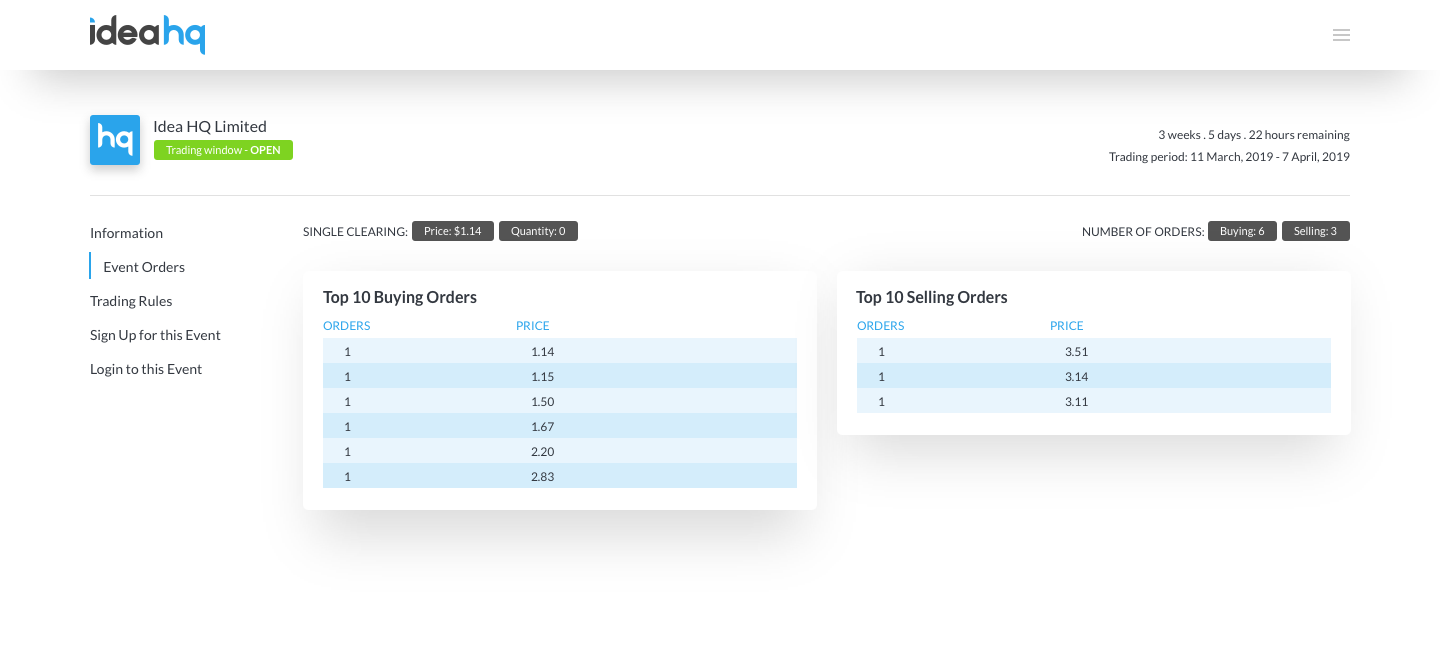 ideahq
hq
Idea HQ Limited
Trading window - OPEN
3 weeks . 5 days . 22 hours remaining
Trading period: 11 March, 2019 - 7 April, 2019
Information
Event Orders
Trading Rules
Sign Up for this Event
Login to this Event
SINGLE CLEARING: Price: $1.14 Quantity: 0
NUMBER OF ORDERS: Buying: 6 Selling: 3
Top 10 Buying Orders
ORDERS PRICE
1 1.14
1 1.15
1 1.50
1 1.67
1 2.20
1 2.83
Top 10 Selling Orders
ORDERS PRICE
1 3.51
1 3.14
1 3.11